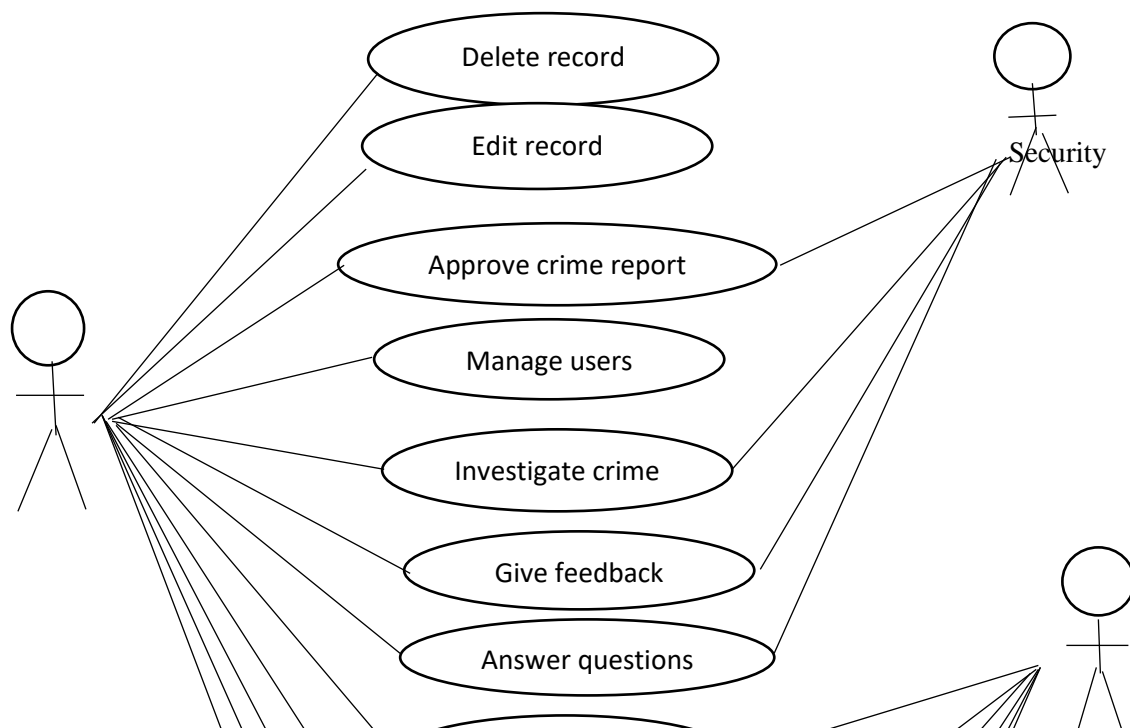 Delete record
Edit record
Security
Approve crime report
Manage users
Investigate crime
Give feedback
Answer questions